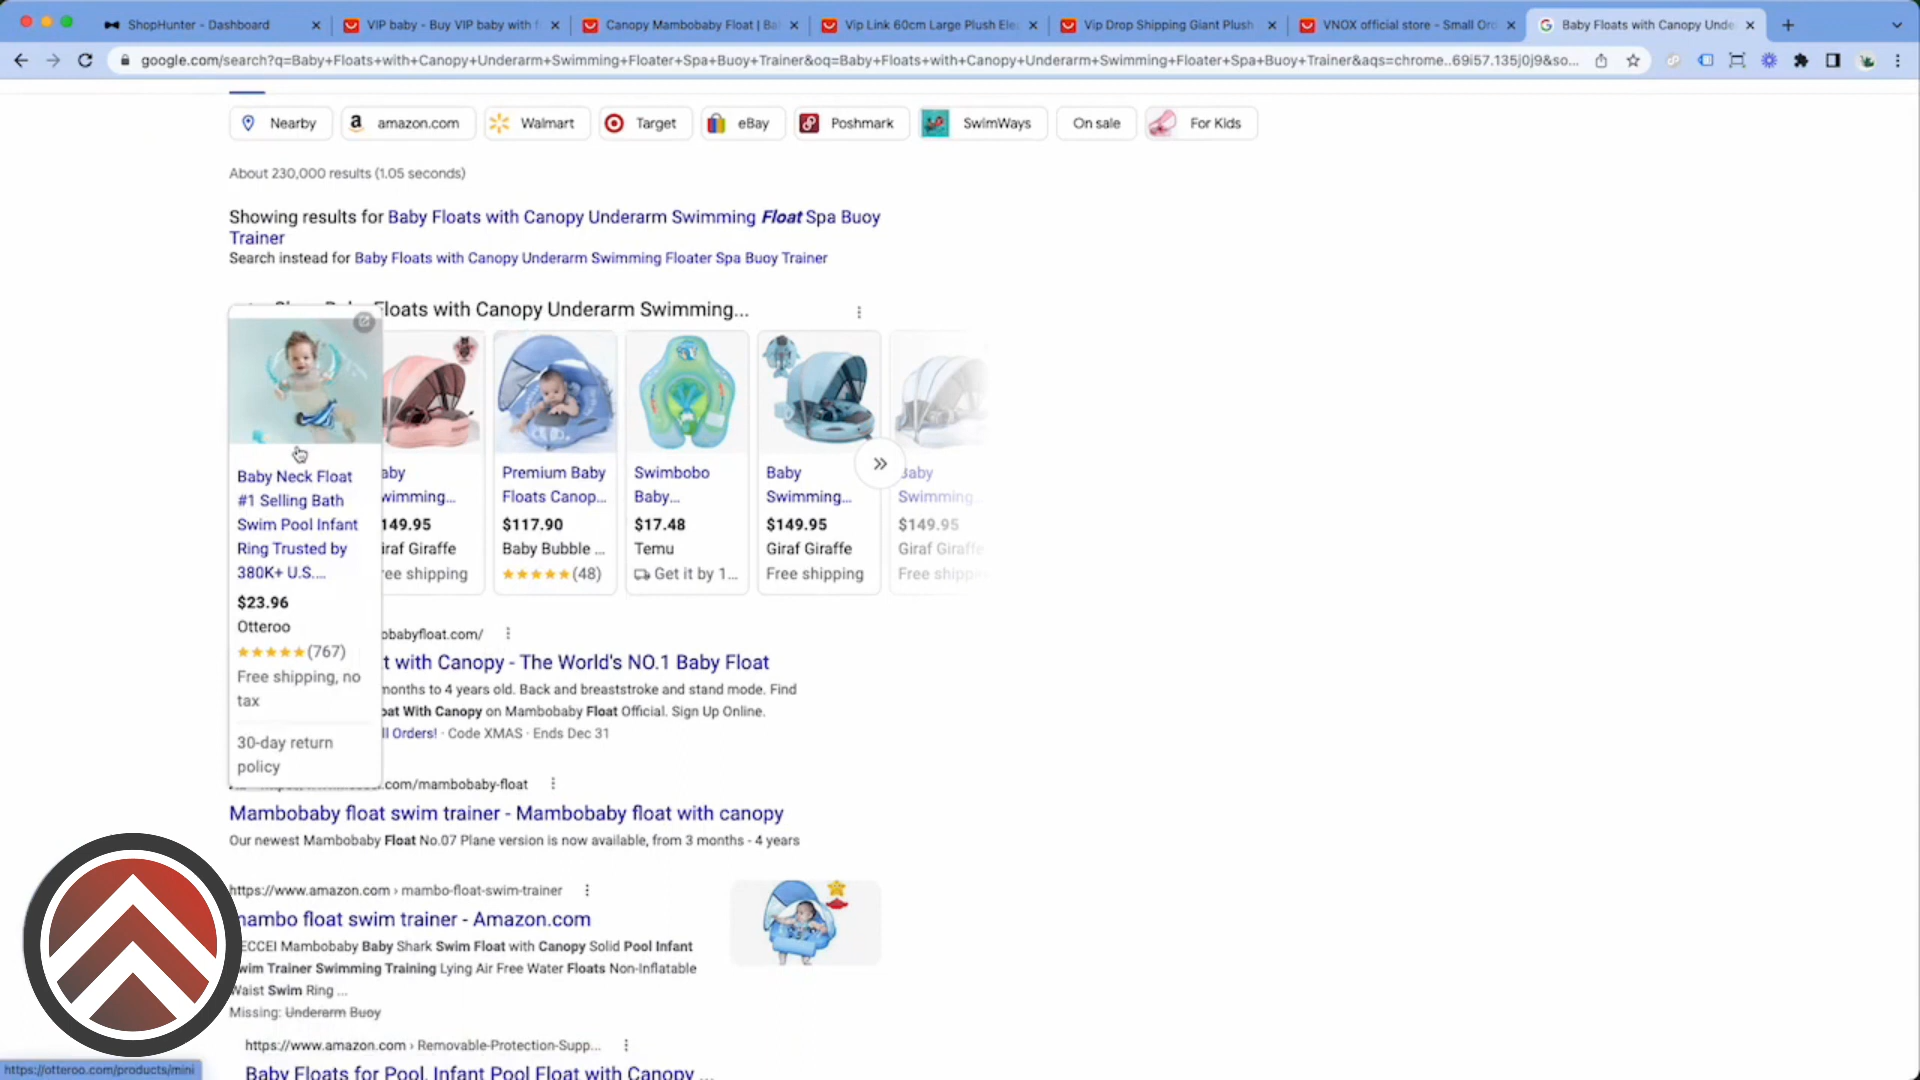 ShopHunter - Dashboard
VIP baby - Buy VIP baby with f
Canopy Mambobaby Float | Ba
Vip Link 60cm Large Plush Ele
Vip Drop Shipping Giant Plush
VNOX official store - Small Orc
Baby Floats with Canopy Unde
google.com/search?q=Baby+Floats+with+Canopy+Underarm+Swimming+Floater+Spa+Buoy+Trainer&oq=Baby+Floats+with+Canopy+Underarm+Swimming+Floater+Spa+Buoy+Trainer&aqs=chrome..69i57.135j0j9&so...
Nearby
amazon.com
Walmart
Target
eBay
Poshmark
SwimWays
On sale
For Kids
About 230,000 results (1.05 seconds)
Showing results for Baby Floats with Canopy Underarm Swimming Float Spa Buoy
Trainer
Search instead for Baby Floats with Canopy Underarm Swimming Floater Spa Buoy Trainer
Floats with Canopy Underarm Swimming...
Baby Neck Float
#1 Selling Bath
Swim Pool Infant
Ring Trusted by
380K+ U.S....
$23.96
Otteroo
(767)
Free shipping, no
tax
30-day return
policy
aby
wimming...
149.95
iraf Giraffe
ree shipping
Premium Baby
Floats Canop...
$117.90
Baby Bubble ...
(48)
Swimbobo
Baby...
$17.48
Temu
Get it by 1...
Baby
Swimming...
$149.95
Giraf Giraffe
Free shipping
Baby
Swimming
$149.95
Giraf Giraffe
Free shipp
obabyfloat.com/
t with Canopy - The World's NO.1 Baby Float
months to 4 years old. Back and breaststroke and stand mode. Find
oat With Canopy on Mambobaby Float Official. Sign Up Online.
ll Orders! · Code XMAS · Ends Dec 31
.com/mambobaby-float
Mambobaby float swim trainer - Mambobaby float with canopy
Our newest Mambobaby Float No.07 Plane version is now available, from 3 months - 4 years
https://www.amazon.com › mambo-float-swim-trainer
mambo float swim trainer - Amazon.com
ECCEI Mambobaby Baby Shark Swim Float with Canopy Solid Pool Infant
Swim Trainer Swimming Training Lying Air Free Water Floats Non-Inflatable
Waist Swim Ring ...
Missing: Underarm Buoy
https://www.amazon.com › Removable-Protection-Supp...
Baby Floats for Pool, Infant Pool Float with Canopy ...
https://otteroo.com/products/mini